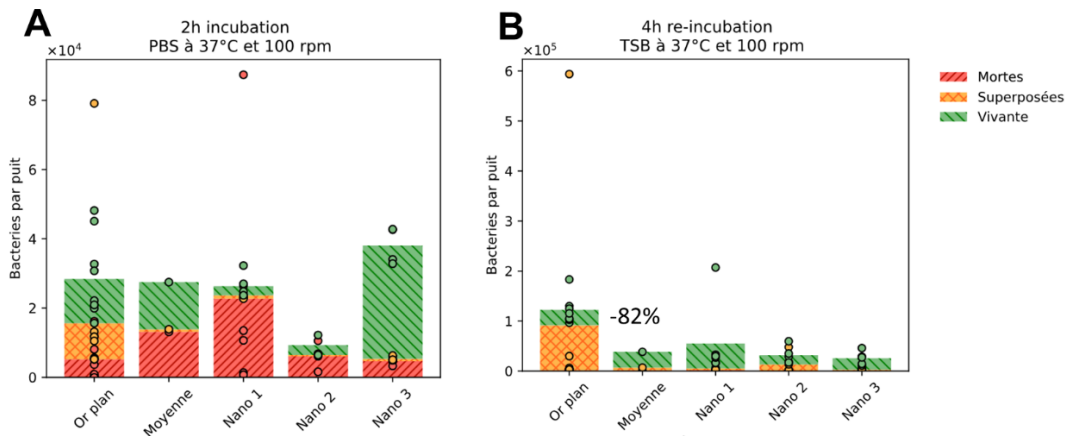 A
2h incubation
PBS à 37°C et 100 rpm
×10⁴
Bacteries par puit
8
6
4
2
0
Or plan
Moyenne
Nano 1
Nano 2
Nano 3
B
4h re-incubation
TSB à 37°C et 100 rpm
×10⁵
Bacteries par puit
6
5
4
3
2
1
0
-82%
Or plan
Moyenne
Nano 1
Nano 2
Nano 3
Mortes
Superposées
Vivante